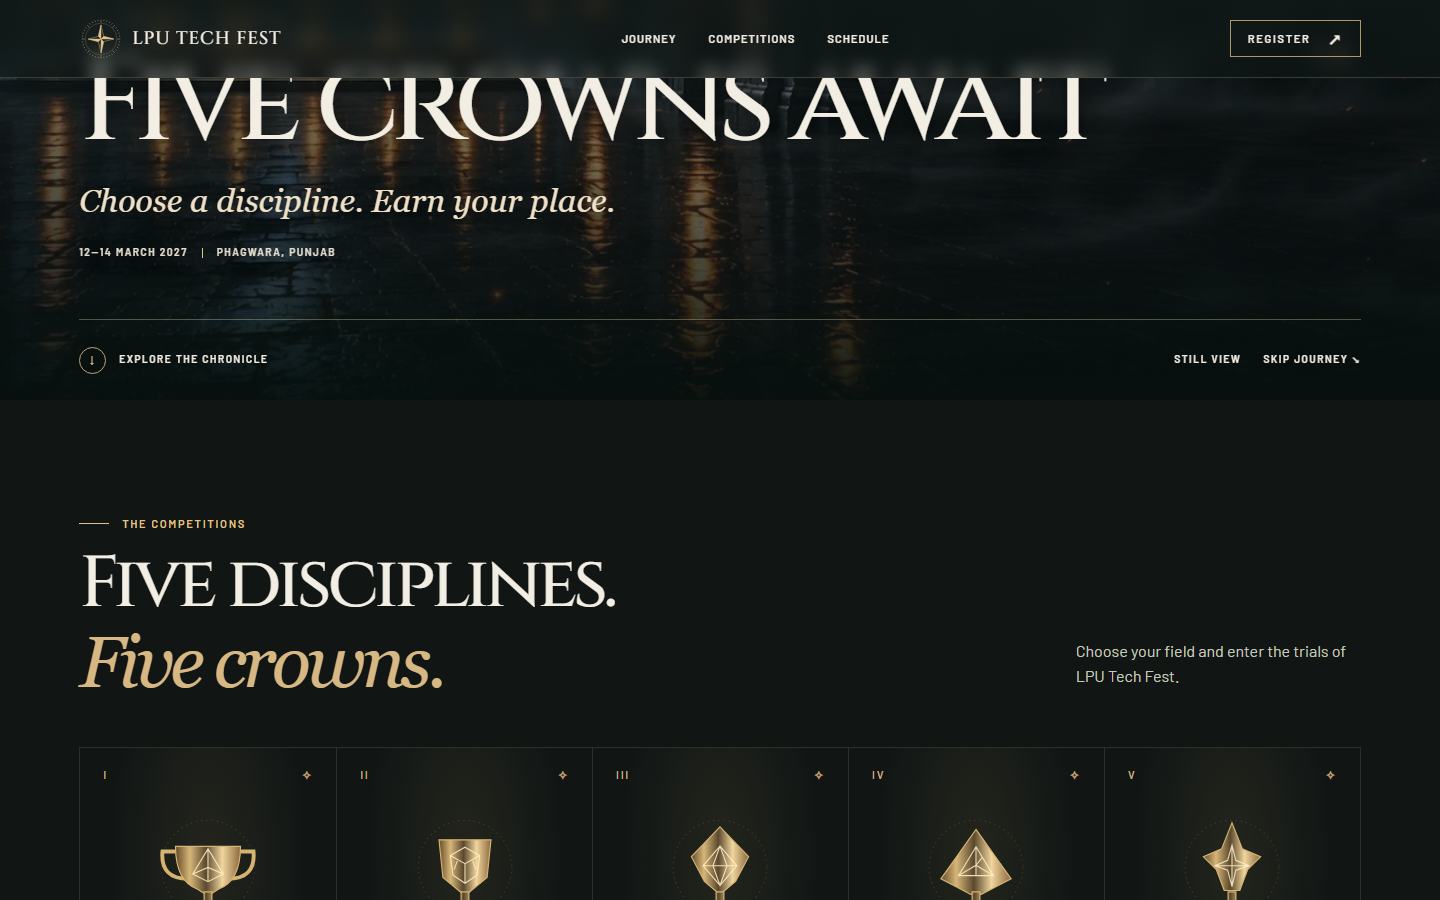 LPU TECH FEST
JOURNEY COMPETITIONS SCHEDULE
REGISTER ↗
FIVE CROWNS AWAIT
Choose a discipline. Earn your place.
12–14 MARCH 2027 | PHAGWARA, PUNJAB
↓ EXPLORE THE CHRONICLE
STILL VIEW SKIP JOURNEY ↘
THE COMPETITIONS
FIVE DISCIPLINES.
Five crowns.
Choose your field and enter the trials of
LPU Tech Fest.
I II III IV V